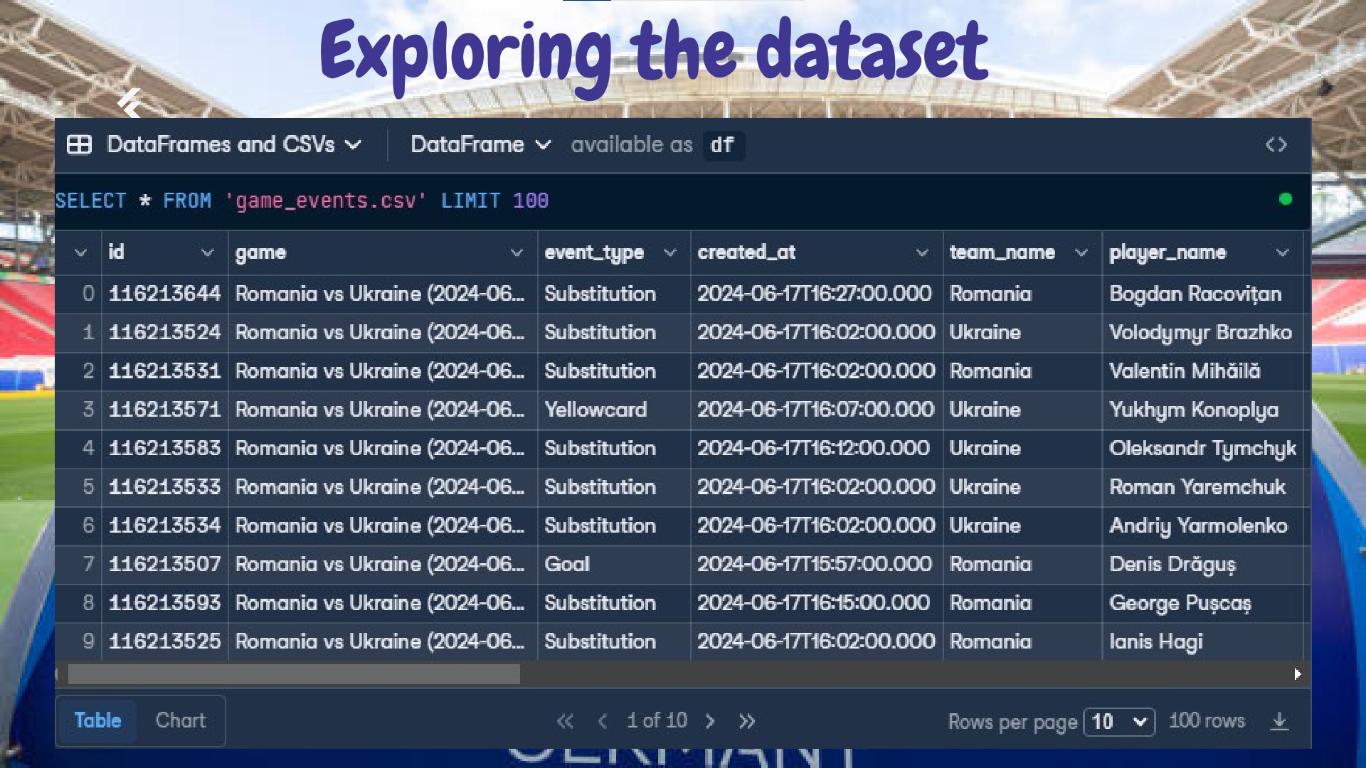 Exploring the dataset
DataFrames and CSVs DataFrame available as df
SELECT * FROM 'game_events.csv' LIMIT 100
id game event_type created_at team_name player_name
0 116213644 Romania vs Ukraine (2024-06... Substitution 2024-06-17T16:27:00.000 Romania Bogdan Racovițan
1 116213524 Romania vs Ukraine (2024-06... Substitution 2024-06-17T16:02:00.000 Ukraine Volodymyr Brazhko
2 116213531 Romania vs Ukraine (2024-06... Substitution 2024-06-17T16:02:00.000 Romania Valentin Mihăilă
3 116213571 Romania vs Ukraine (2024-06... Yellowcard 2024-06-17T16:07:00.000 Ukraine Yukhym Konoplya
4 116213583 Romania vs Ukraine (2024-06... Substitution 2024-06-17T16:12:00.000 Ukraine Oleksandr Tymchyk
5 116213533 Romania vs Ukraine (2024-06... Substitution 2024-06-17T16:02:00.000 Ukraine Roman Yaremchuk
6 116213534 Romania vs Ukraine (2024-06... Substitution 2024-06-17T16:02:00.000 Ukraine Andriy Yarmolenko
7 116213507 Romania vs Ukraine (2024-06... Goal 2024-06-17T15:57:00.000 Romania Denis Drăguș
8 116213593 Romania vs Ukraine (2024-06... Substitution 2024-06-17T16:15:00.000 Romania George Pușcaș
9 116213525 Romania vs Ukraine (2024-06... Substitution 2024-06-17T16:02:00.000 Romania Ianis Hagi
Table Chart 1 of 10 Rows per page 10 100 rows
GERMANY